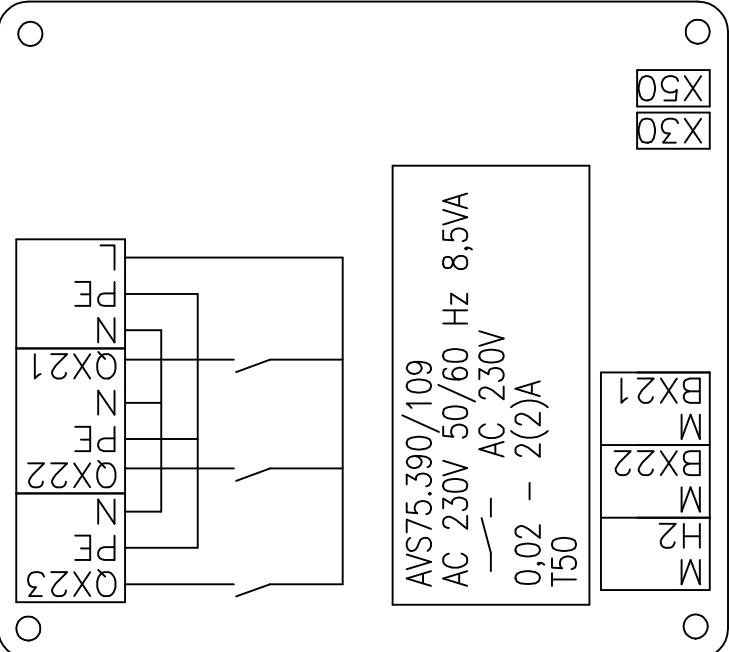 X50
X30
L
PE
N
QX21
N
PE
QX22
N
PE
QX23
AVS75.390/109
AC 230V 50/60 Hz 8,5VA
AC 230V
0,02 - 2(2)A
T50
BX21
M
BX22
M
H2
M